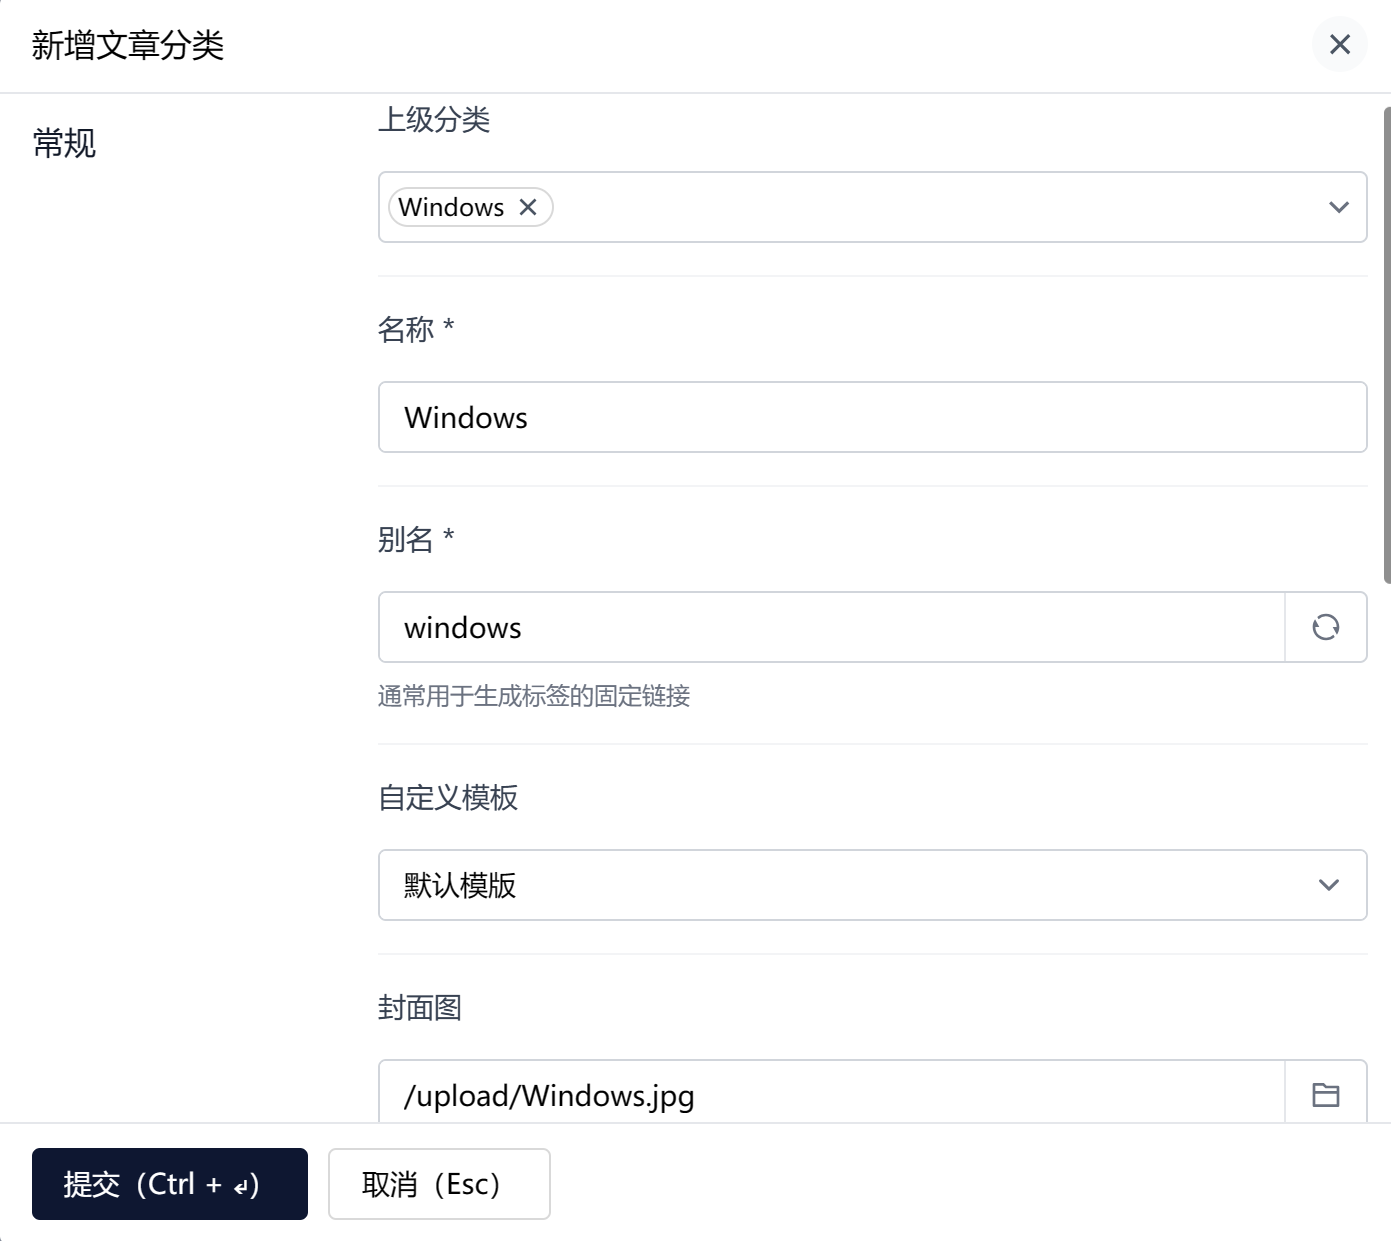 新增文章分类
常规
上级分类
Windows
名称 *
Windows
别名 *
windows
通常用于生成标签的固定链接
自定义模板
默认模版
封面图
/upload/Windows.jpg
提交（Ctrl + ↵）
取消（Esc）